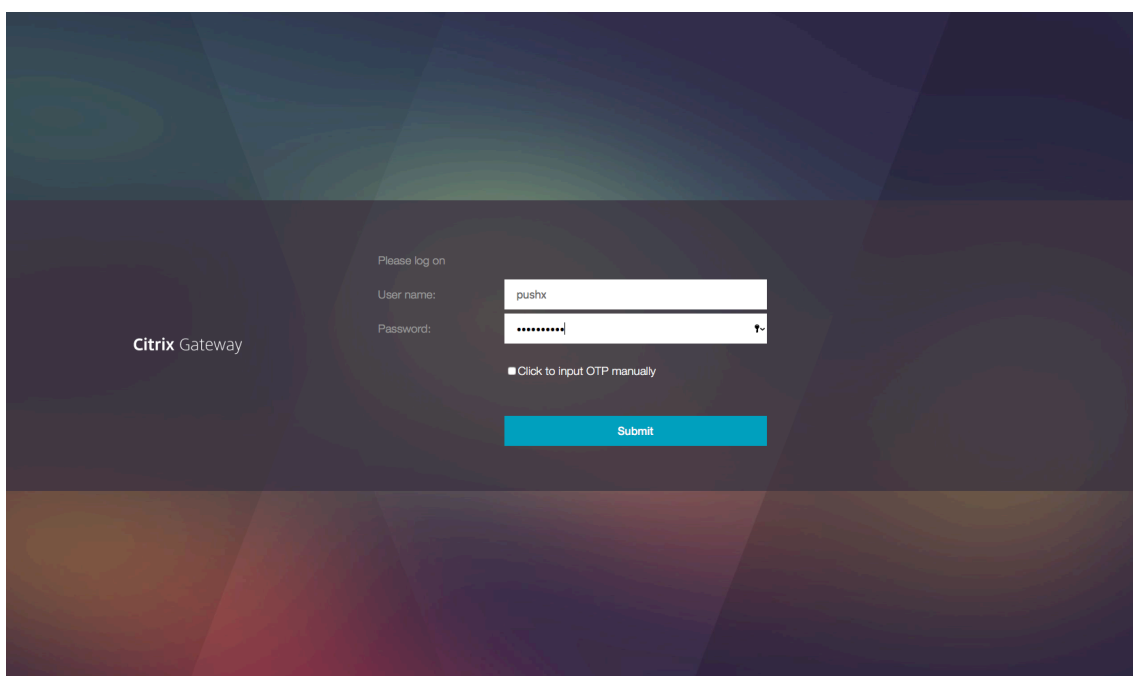 Please log on
User name:
pushx
Password:
••••••••••
Citrix Gateway
Click to input OTP manually
Submit